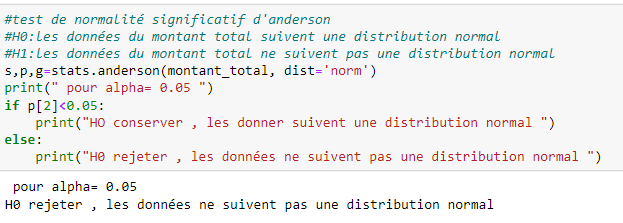 #test de normalité significatif d'anderson
#H0:les données du montant total suivent une distribution normal
#H1:les données du montant total ne suivent pas une distribution normal
s,p,g=stats.anderson(montant_total, dist='norm')
print(" pour alpha= 0.05 ")
if p[2]<0.05:
    print("HO conserver , les donner suivent une distribution normal ")
else:
    print("H0 rejeter , les données ne suivent pas une distribution normal ")
 pour alpha= 0.05
H0 rejeter , les données ne suivent pas une distribution normal